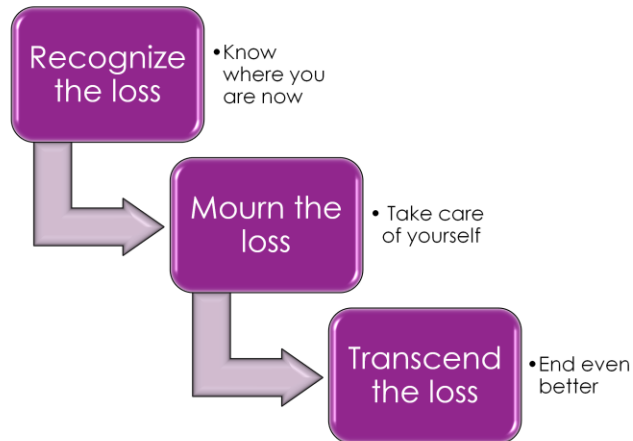 Recognize
the loss
•Know
where you
are now
Mourn the
loss
• Take care
of yourself
Transcend
the loss
•End even
better